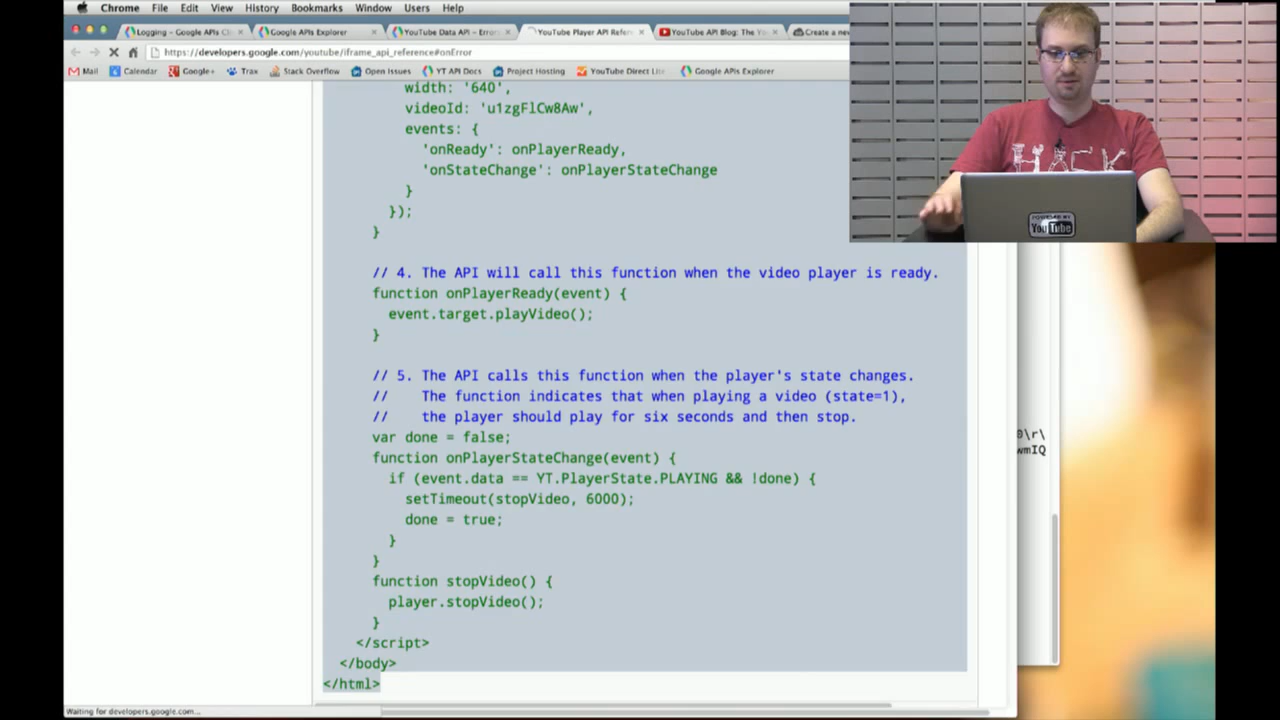 Chrome File Edit View History Bookmarks Window Users Help
Logging - Google APIs Cl
Google APIs Explorer
YouTube Data API - Errors
YouTube Player API Refer
YouTube API Blog: The Yo
Create a new
https://developers.google.com/youtube/iframe_api_reference#onError
Mail Calendar Google+ Trax Stack Overflow Open Issues YT API Docs Project Hosting YouTube Direct Lite Google APIs Explorer
width: '640',
videoId: 'u1zgFlCw8Aw',
events: {
'onReady': onPlayerReady,
'onStateChange': onPlayerStateChange
}
});
}
// 4. The API will call this function when the video player is ready.
function onPlayerReady(event) {
event.target.playVideo();
}
// 5. The API calls this function when the player's state changes.
// The function indicates that when playing a video (state=1),
// the player should play for six seconds and then stop.
var done = false;
function onPlayerStateChange(event) {
if (event.data == YT.PlayerState.PLAYING && !done) {
setTimeout(stopVideo, 6000);
done = true;
}
}
function stopVideo() {
player.stopVideo();
}
</script>
</body>
</html>
0\r\
wmIQ
Waiting for developers.google.com...
HACK
YouTube